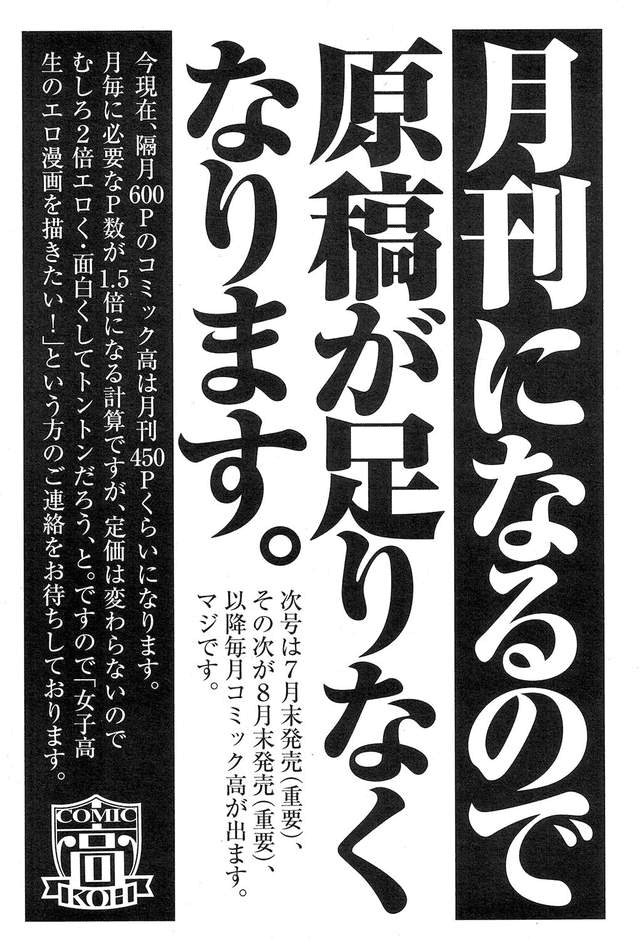 月刊になるので
原稿が足りなく
なります。
次号は7月末発売(重要)、
その次が8月末発売(重要)、
以降毎月コミック高が出ます。
マジです。
今現在、隔月600Pのコミック高は月刊450Pくらいになります。
月毎に必要なP数が1.5倍になる計算ですが、定価は変わらないので
むしろ2倍エロく・面白くしてトントンだろう、と。ですので「女子高
生のエロ漫画を描きたい!」という方のご連絡をお待ちしております。
COMIC
高
KOH